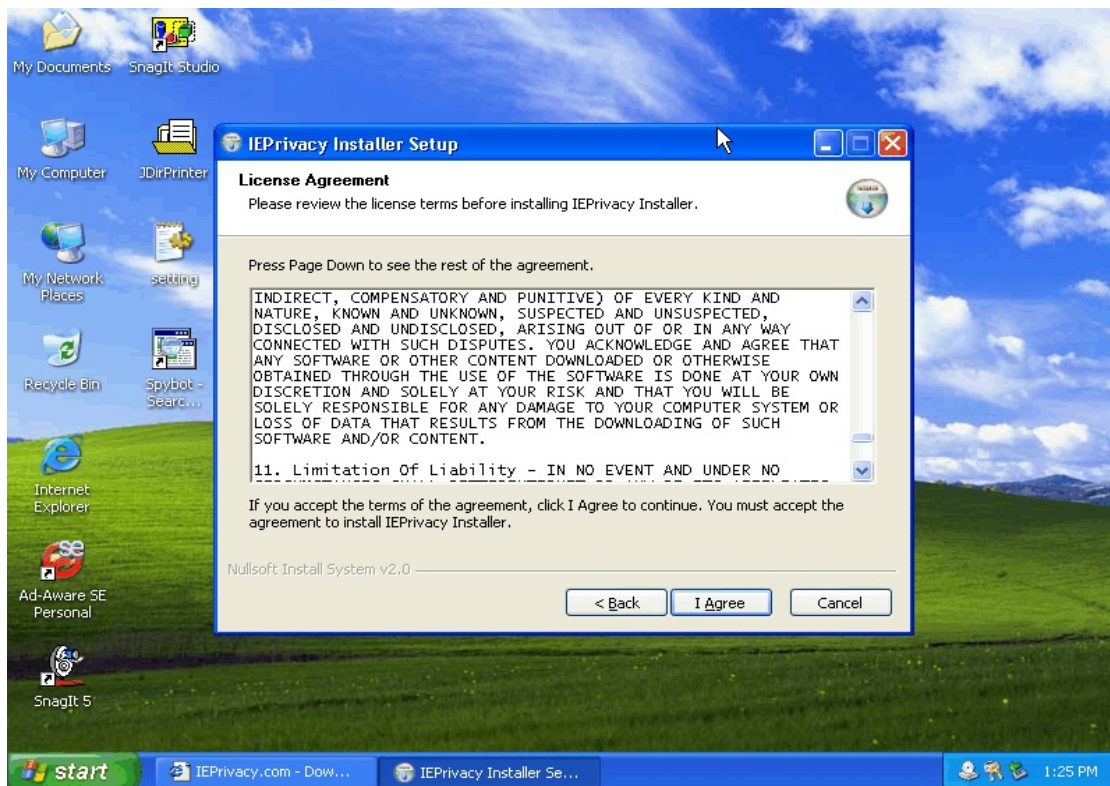 My Documents
SnagIt Studio
My Computer
JDirPrinter
My Network
Places
setting
Recycle Bin
Spybot -
Searc...
Internet
Explorer
Ad-Aware SE
Personal
SnagIt 5
IEPrivacy Installer Setup
License Agreement
Please review the license terms before installing IEPrivacy Installer.
Press Page Down to see the rest of the agreement.
INDIRECT, COMPENSATORY AND PUNITIVE) OF EVERY KIND AND
NATURE, KNOWN AND UNKNOWN, SUSPECTED AND UNSUSPECTED,
DISCLOSED AND UNDISCLOSED, ARISING OUT OF OR IN ANY WAY
CONNECTED WITH SUCH DISPUTES. YOU ACKNOWLEDGE AND AGREE THAT
ANY SOFTWARE OR OTHER CONTENT DOWNLOADED OR OTHERWISE
OBTAINED THROUGH THE USE OF THE SOFTWARE IS DONE AT YOUR OWN
DISCRETION AND SOLELY AT YOUR RISK AND THAT YOU WILL BE
SOLELY RESPONSIBLE FOR ANY DAMAGE TO YOUR COMPUTER SYSTEM OR
LOSS OF DATA THAT RESULTS FROM THE DOWNLOADING OF SUCH
SOFTWARE AND/OR CONTENT.
11. Limitation Of Liability - IN NO EVENT AND UNDER NO
If you accept the terms of the agreement, click I Agree to continue. You must accept the
agreement to install IEPrivacy Installer.
Nullsoft Install System v2.0
< Back
I Agree
Cancel
start
IEPrivacy.com - Dow...
IEPrivacy Installer Se...
1:25 PM